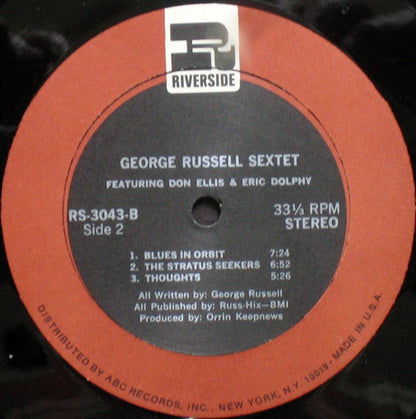 RIVERSIDE
GEORGE RUSSELL SEXTET
FEATURING DON ELLIS & ERIC DOLPHY
RS-3043-B
Side 2
33⅓ RPM
STEREO
1. BLUES IN ORBIT 7:24
2. THE STRATUS SEEKERS 6:52
3. THOUGHTS 5:26
All Written by: George Russell
All Published by: Russ-Hix—BMI
Produced by: Orrin Keepnews
DISTRIBUTED BY ABC RECORDS, INC., NEW YORK, N.Y. 10019 - MADE IN U.S.A.